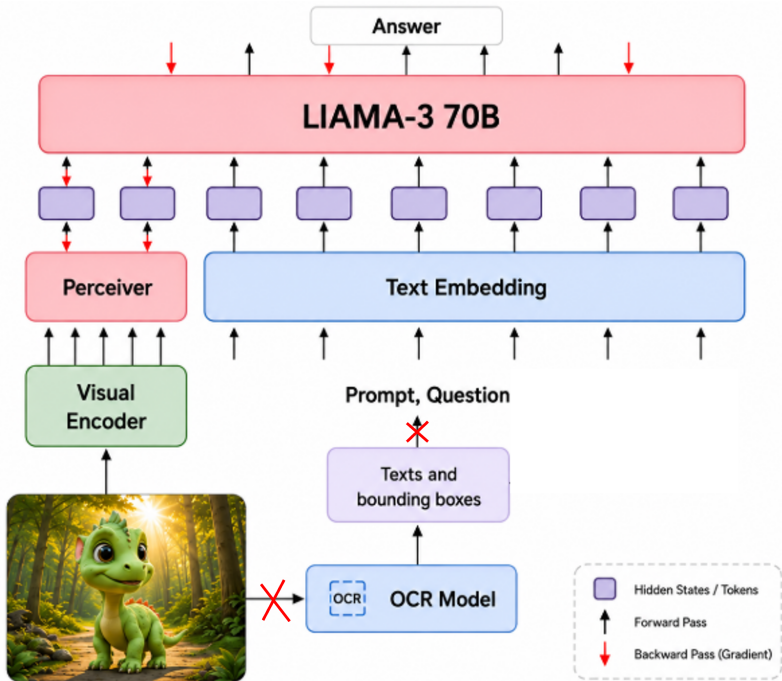 Answer
LIAMA-3 70B
Perceiver
Text Embedding
Visual
Encoder
Prompt, Question
Texts and
bounding boxes
OCR
OCR Model
Hidden States / Tokens
Forward Pass
Backward Pass (Gradient)